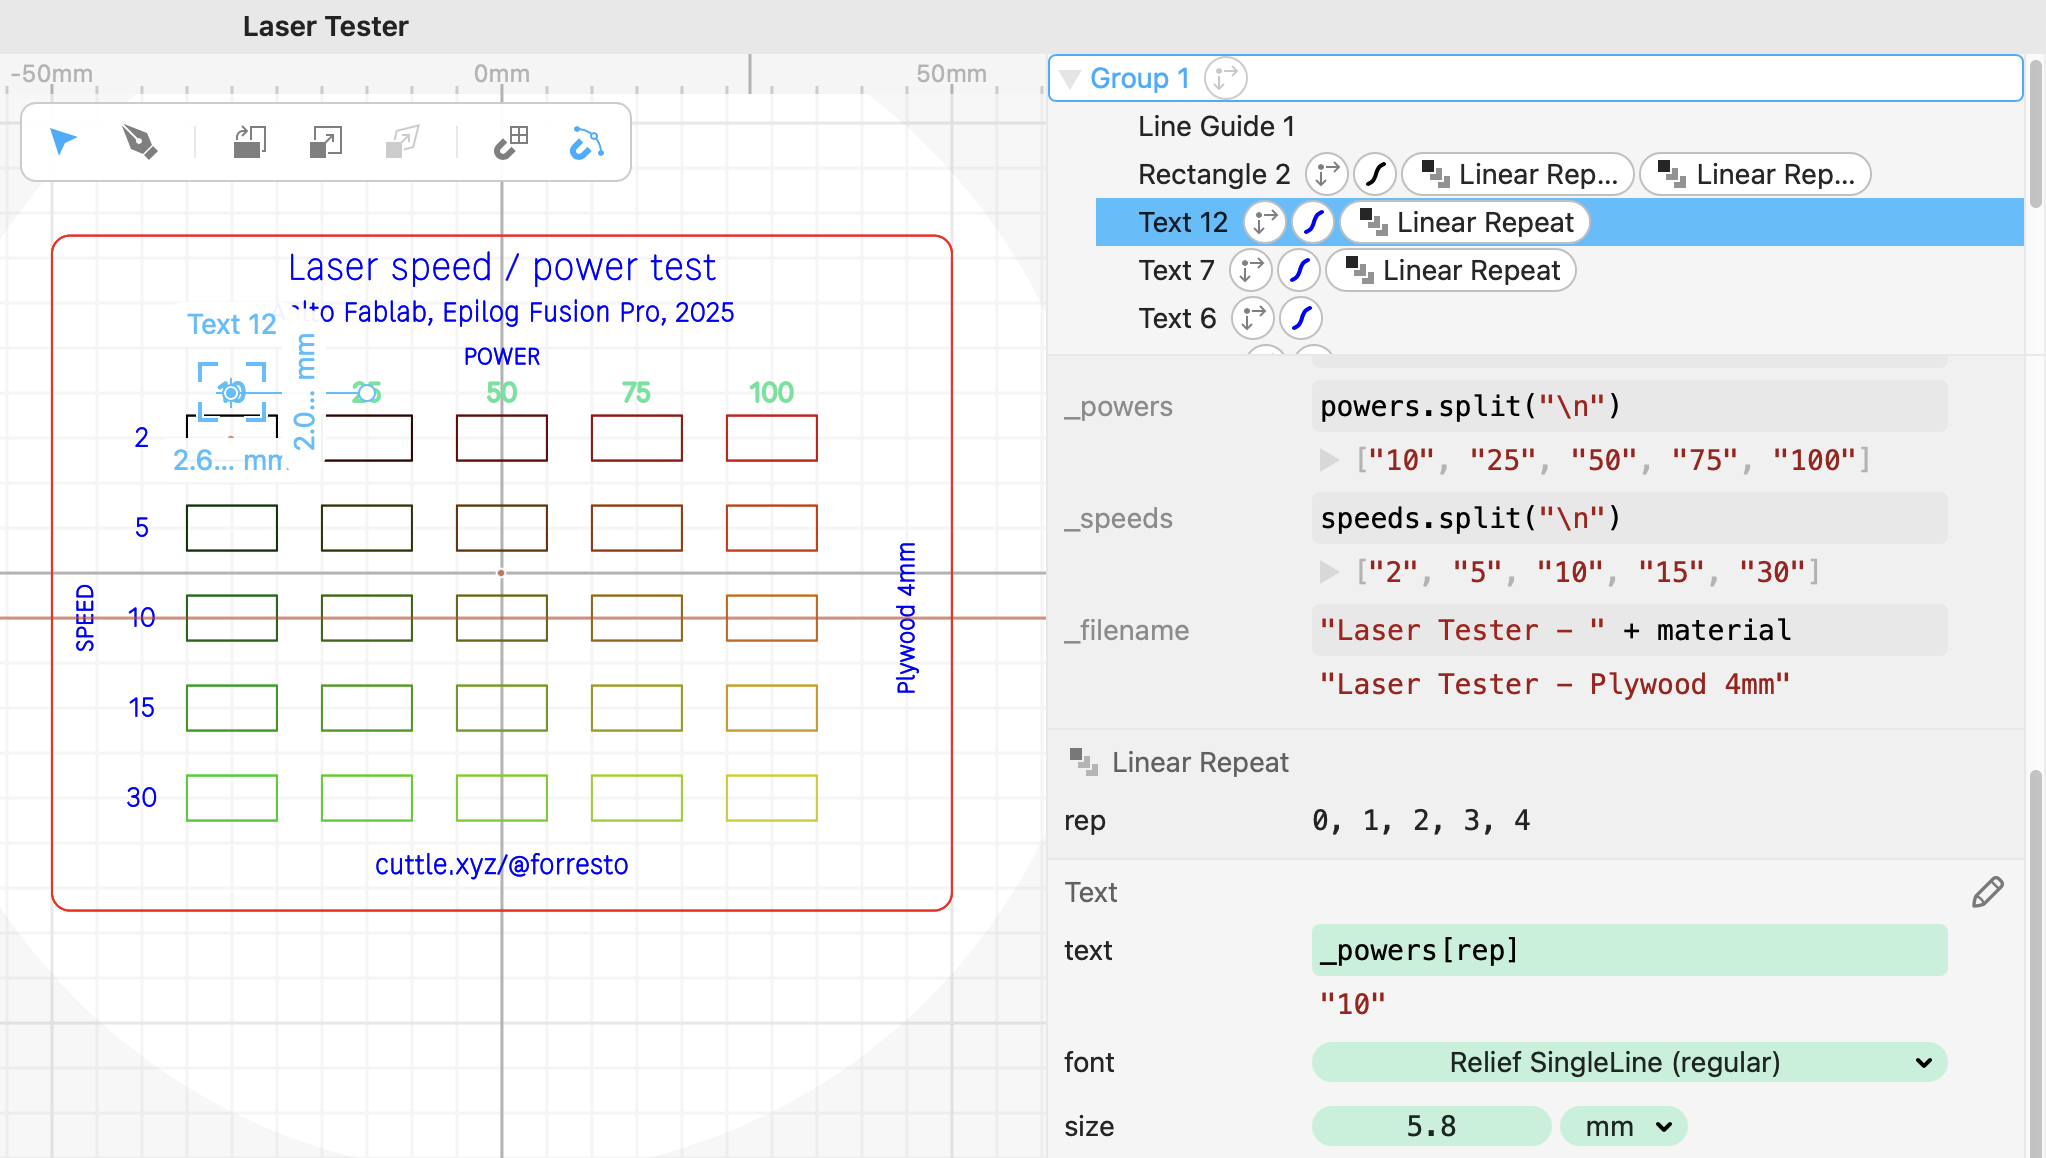 Laser Tester
-50mm
0mm
50mm
Laser speed / power test
Aalto Fablab, Epilog Fusion Pro, 2025
Text 12
2.0... mm
2.6... mm
POWER
10 25 50 75 100
2
5
10
15
30
SPEED
Plywood 4mm
cuttle.xyz/@forresto
Group 1
Line Guide 1
Rectangle 2 Linear Rep... Linear Rep...
Text 12 Linear Repeat
Text 7 Linear Repeat
Text 6
_powers powers.split("\n")
["10", "25", "50", "75", "100"]
_speeds speeds.split("\n")
["2", "5", "10", "15", "30"]
_filename "Laser Tester - " + material
"Laser Tester - Plywood 4mm"
Linear Repeat
rep 0, 1, 2, 3, 4
Text
text _powers[rep]
"10"
font Relief SingleLine (regular)
size 5.8 mm